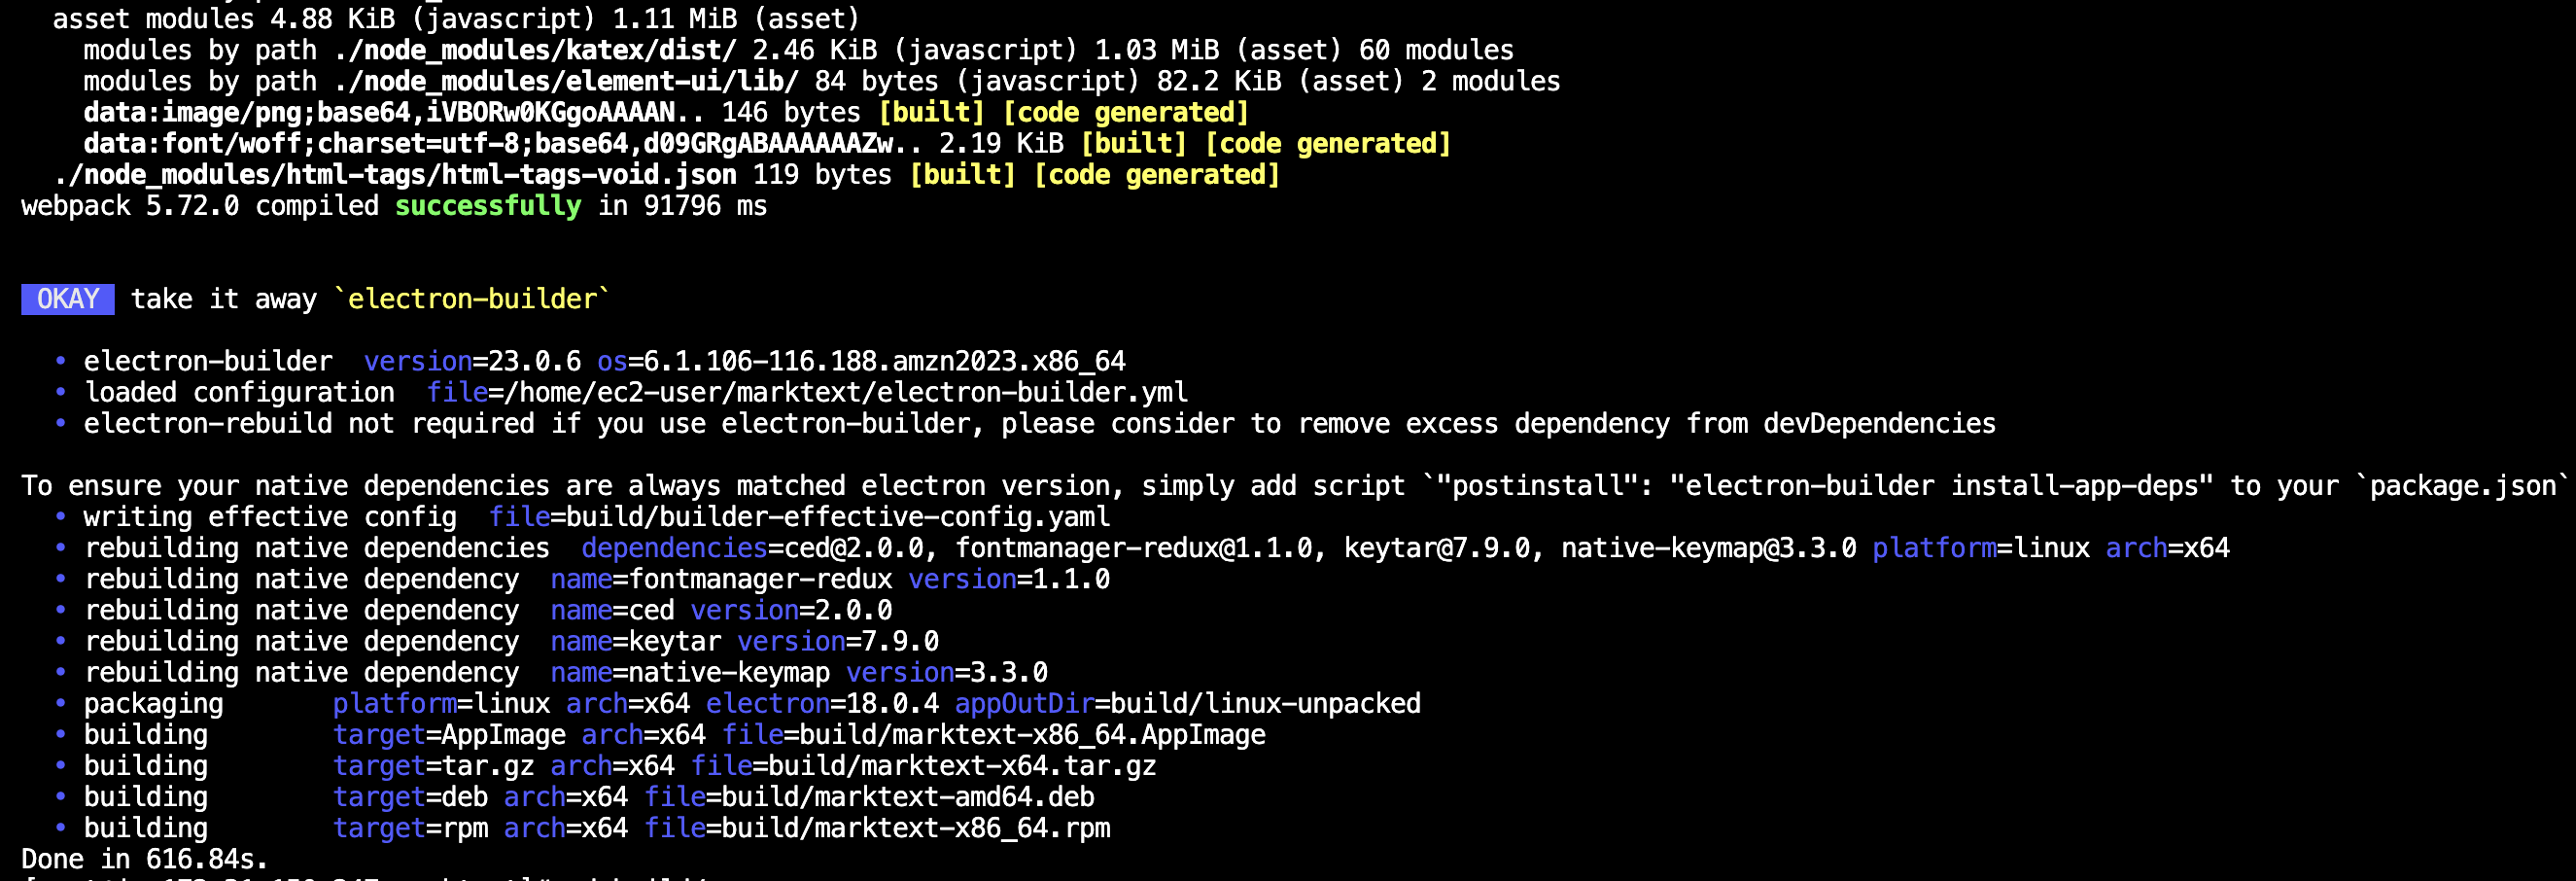 asset modules 4.88 KiB (javascript) 1.11 MiB (asset)
modules by path ./node_modules/katex/dist/ 2.46 KiB (javascript) 1.03 MiB (asset) 60 modules
modules by path ./node_modules/element-ui/lib/ 84 bytes (javascript) 82.2 KiB (asset) 2 modules
data:image/png;base64,iVBORw0KGgoAAAAN.. 146 bytes [built] [code generated]
data:font/woff;charset=utf-8;base64,d09GRgABAAAAAAZw.. 2.19 KiB [built] [code generated]
./node_modules/html-tags/html-tags-void.json 119 bytes [built] [code generated]
webpack 5.72.0 compiled successfully in 91796 ms
OKAY take it away `electron-builder`
• electron-builder version=23.0.6 os=6.1.106-116.188.amzn2023.x86_64
• loaded configuration file=/home/ec2-user/marktext/electron-builder.yml
• electron-rebuild not required if you use electron-builder, please consider to remove excess dependency from devDependencies
To ensure your native dependencies are always matched electron version, simply add script `"postinstall": "electron-builder install-app-deps" to your `package.json`
• writing effective config file=build/builder-effective-config.yaml
• rebuilding native dependencies dependencies=ced@2.0.0, fontmanager-redux@1.1.0, keytar@7.9.0, native-keymap@3.3.0 platform=linux arch=x64
• rebuilding native dependency name=fontmanager-redux version=1.1.0
• rebuilding native dependency name=ced version=2.0.0
• rebuilding native dependency name=keytar version=7.9.0
• rebuilding native dependency name=native-keymap version=3.3.0
• packaging platform=linux arch=x64 electron=18.0.4 appOutDir=build/linux-unpacked
• building target=AppImage arch=x64 file=build/marktext-x86_64.AppImage
• building target=tar.gz arch=x64 file=build/marktext-x64.tar.gz
• building target=deb arch=x64 file=build/marktext-amd64.deb
• building target=rpm arch=x64 file=build/marktext-x86_64.rpm
Done in 616.84s.